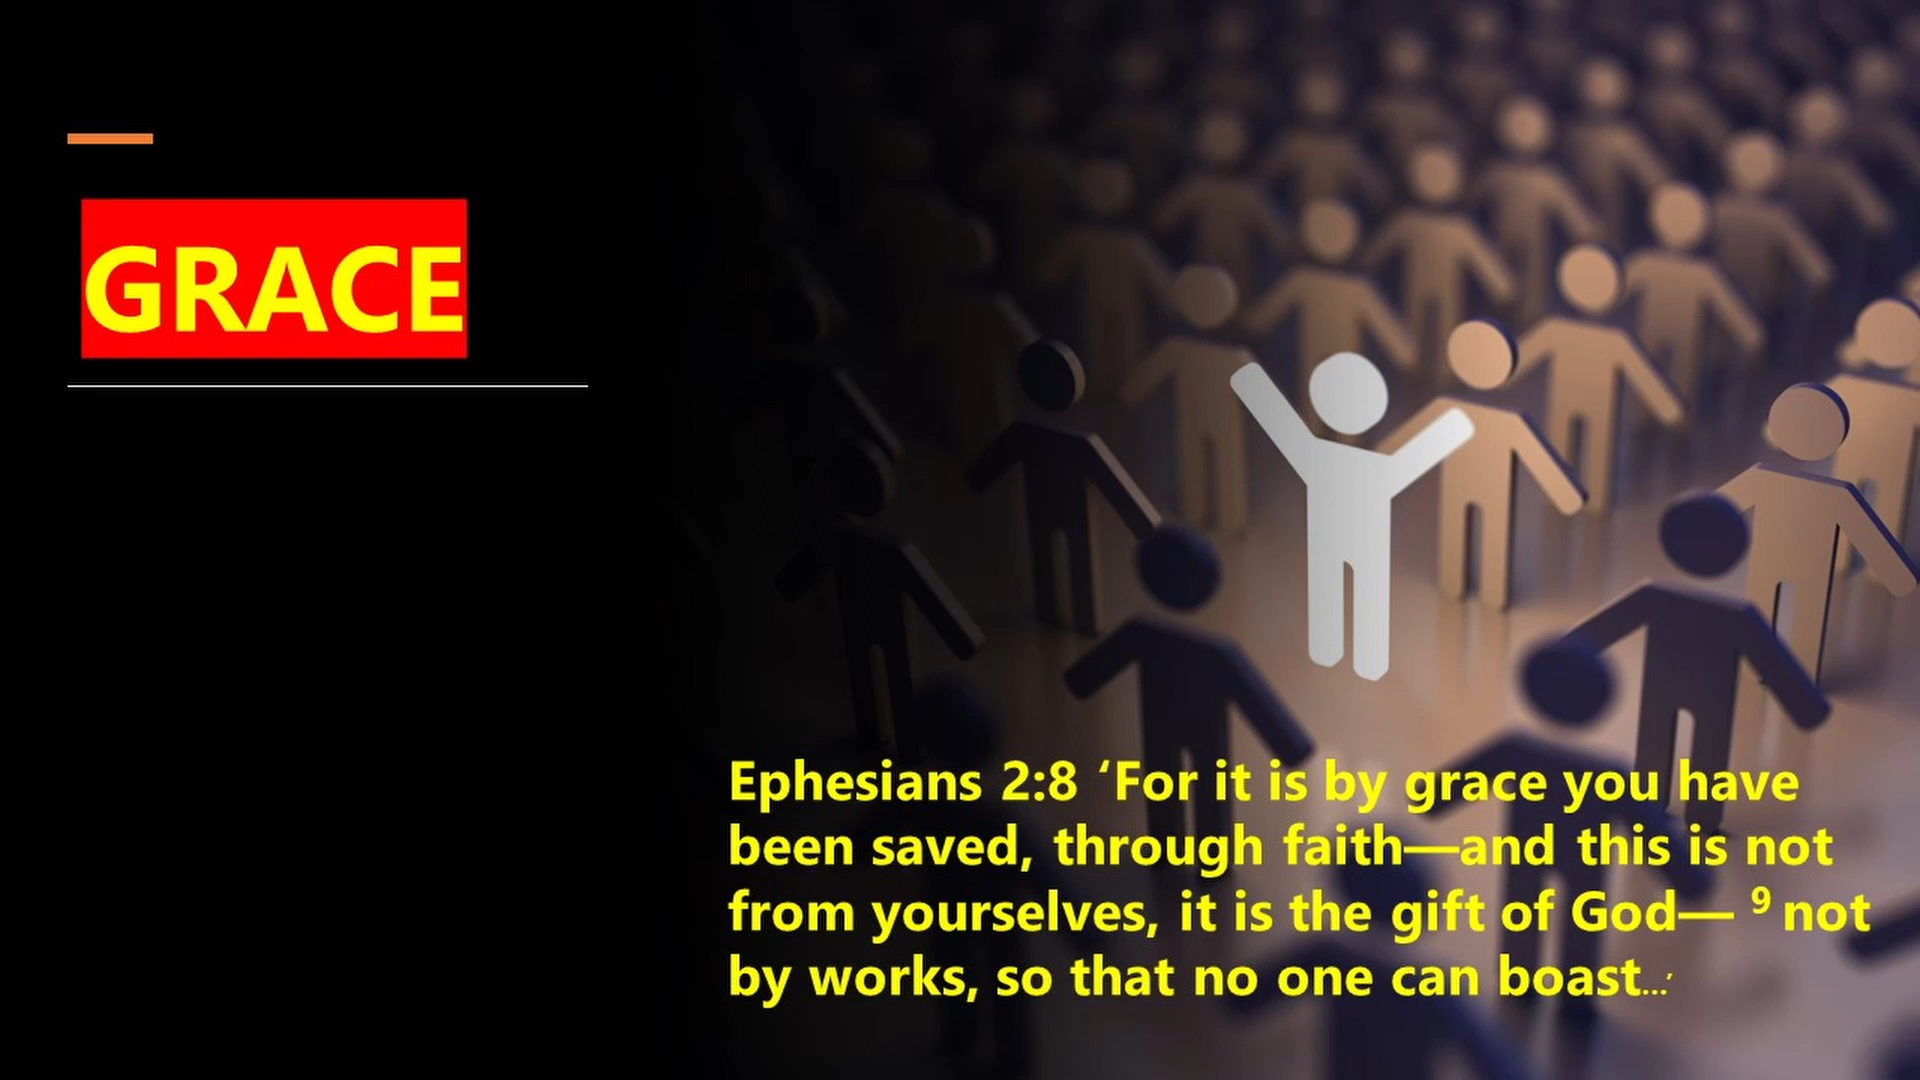 GRACE
Ephesians 2:8 ‘For it is by grace you have
been saved, through faith—and this is not
from yourselves, it is the gift of God— ⁹ not
by works, so that no one can boast...’